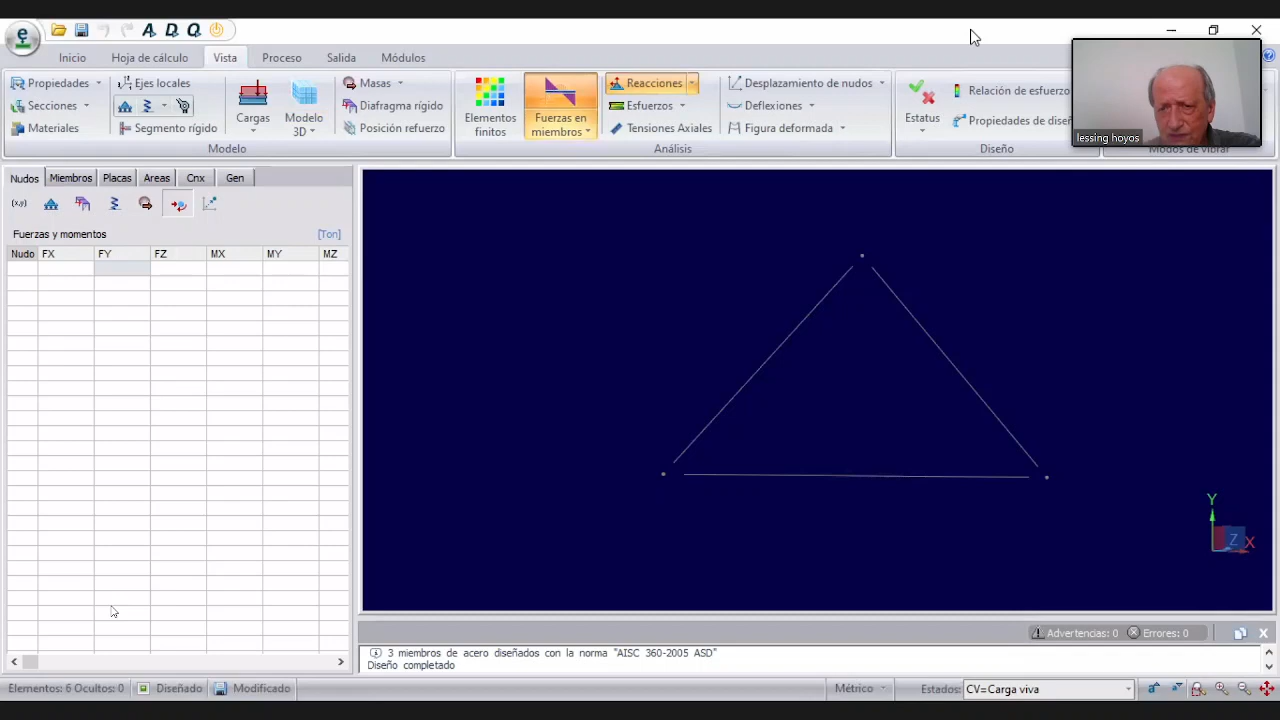 A D Q
Inicio Hoja de cálculo Vista Proceso Salida Módulos
Propiedades Ejes locales Masas Reacciones Desplazamiento de nudos Relación de esfuerzo
Secciones Diafragma rígido Esfuerzos Deflexiones
Materiales Segmento rígido Cargas Modelo 3D Posición refuerzo Elementos finitos Fuerzas en miembros Tensiones Axiales Figura deformada Estatus
Modelo Análisis Diseño Modos de vibrar
lessing hoyos
Nudos Miembros Placas Areas Cnx Gen
(x,y)
Fuerzas y momentos [Ton]
Nudo FX FY FZ MX MY MZ
Y
Z X
Advertencias: 0 Errores: 0
3 miembros de acero diseñados con la norma "AISC 360-2005 ASD"
Diseño completado
Elementos: 6 Ocultos: 0 Diseñado Modificado Métrico Estados: CV=Carga viva